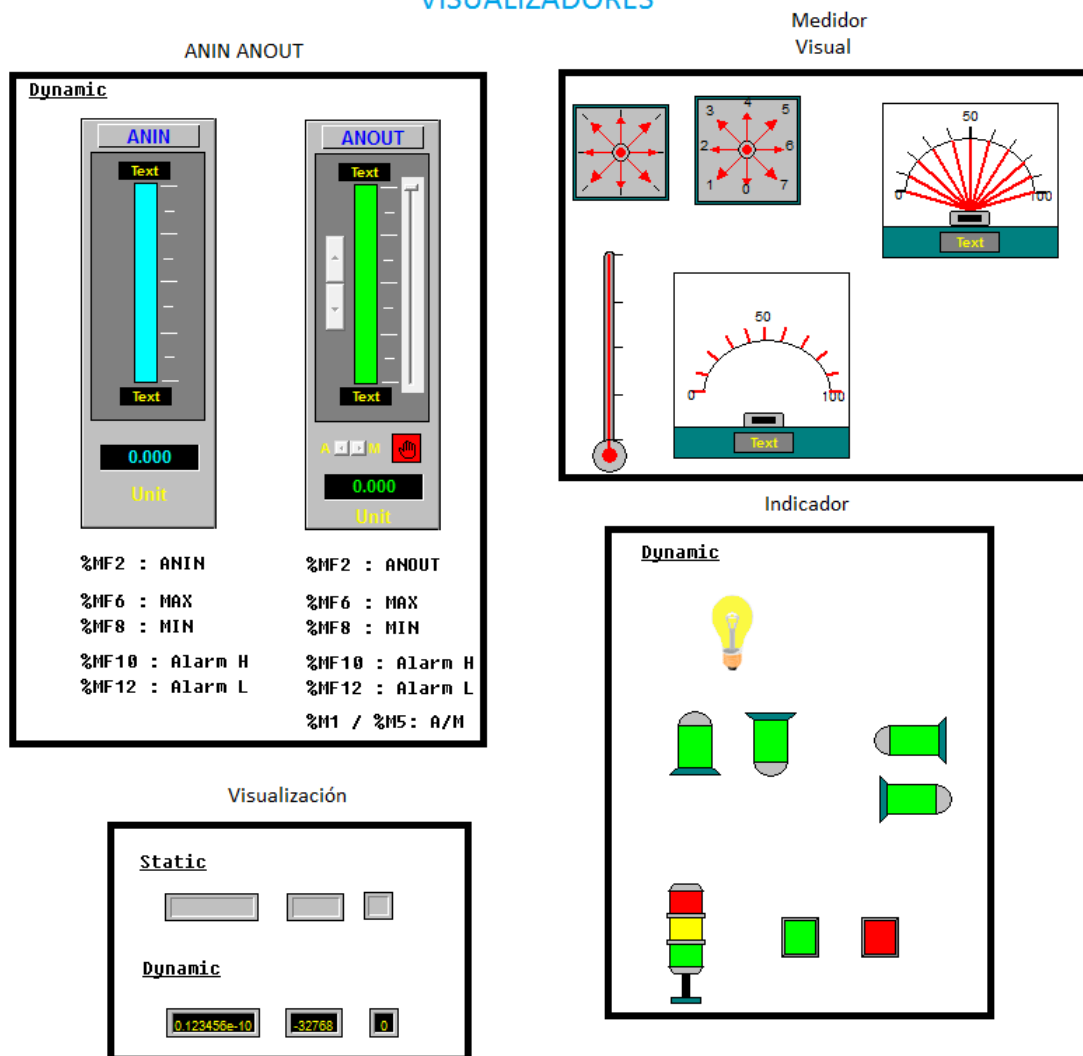 VISUALIZADORES
ANIN ANOUT
Dynamic
ANIN
Text
Text
0.000
Unit
ANOUT
Text
Text
A M
0.000
Unit
%MF2 : ANIN
%MF6 : MAX
%MF8 : MIN
%MF10 : Alarm H
%MF12 : Alarm L
%MF2 : ANOUT
%MF6 : MAX
%MF8 : MIN
%MF10 : Alarm H
%MF12 : Alarm L
%M1 / %M5: A/M
Medidor
Visual
3 4 5
2 6
1 0 7
50
0 100
Text
50
0 100
Text
Indicador
Dynamic
Visualización
Static
Dynamic
0.123456e-10 -32768 0